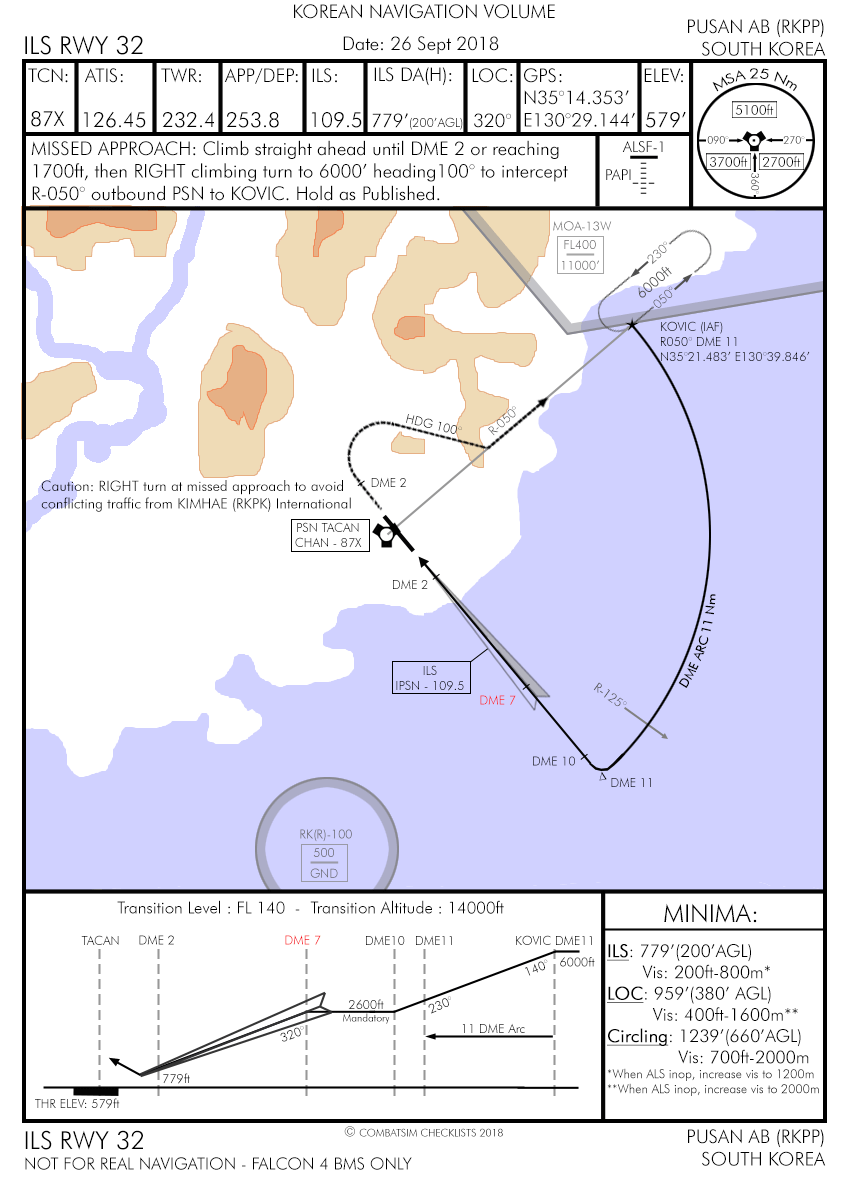 KOREAN NAVIGATION VOLUME
ILS RWY 32
Date: 26 Sept 2018
PUSAN AB (RKPP)
SOUTH KOREA
TCN:
87X
ATIS:
126.45
TWR:
232.4
APP/DEP:
253.8
ILS:
109.5
ILS DA(H):
779'(200'AGL)
LOC:
320°
GPS:
N35°14.353'
E130°29.144'
ELEV:
579'
MSA 25 Nm
5100ft
090°
270°
3700ft
2700ft
360°
MISSED APPROACH: Climb straight ahead until DME 2 or reaching
1700ft, then RIGHT climbing turn to 6000' heading100° to intercept
R-050° outbound PSN to KOVIC. Hold as Published.
ALSF-1
PAPI
MOA-13W
FL400
11000'
230°
6000ft
050°
KOVIC (IAF)
R050° DME 11
N35°21.483' E130°39.846'
HDG 100°
R-050°
DME 2
Caution: RIGHT turn at missed approach to avoid
conflicting traffic from KIMHAE (RKPK) International
PSN TACAN
CHAN - 87X
DME 2
DME ARC 11 Nm
ILS
IPSN - 109.5
DME 7
R-125°
DME 10
DME 11
RK(R)-100
500
GND
Transition Level : FL 140 - Transition Altitude : 14000ft
TACAN
DME 2
DME 7
DME10
DME11
KOVIC DME11
6000ft
140°
230°
2600ft
Mandatory
320°
11 DME Arc
779ft
THR ELEV: 579ft
MINIMA:
ILS: 779'(200'AGL)
Vis: 200ft-800m*
LOC: 959'(380' AGL)
Vis: 400ft-1600m**
Circling: 1239'(660'AGL)
Vis: 700ft-2000m
*When ALS inop, increase vis to 1200m
**When ALS inop, increase vis to 2000m
ILS RWY 32
NOT FOR REAL NAVIGATION - FALCON 4 BMS ONLY
© COMBATSIM CHECKLISTS 2018
PUSAN AB (RKPP)
SOUTH KOREA